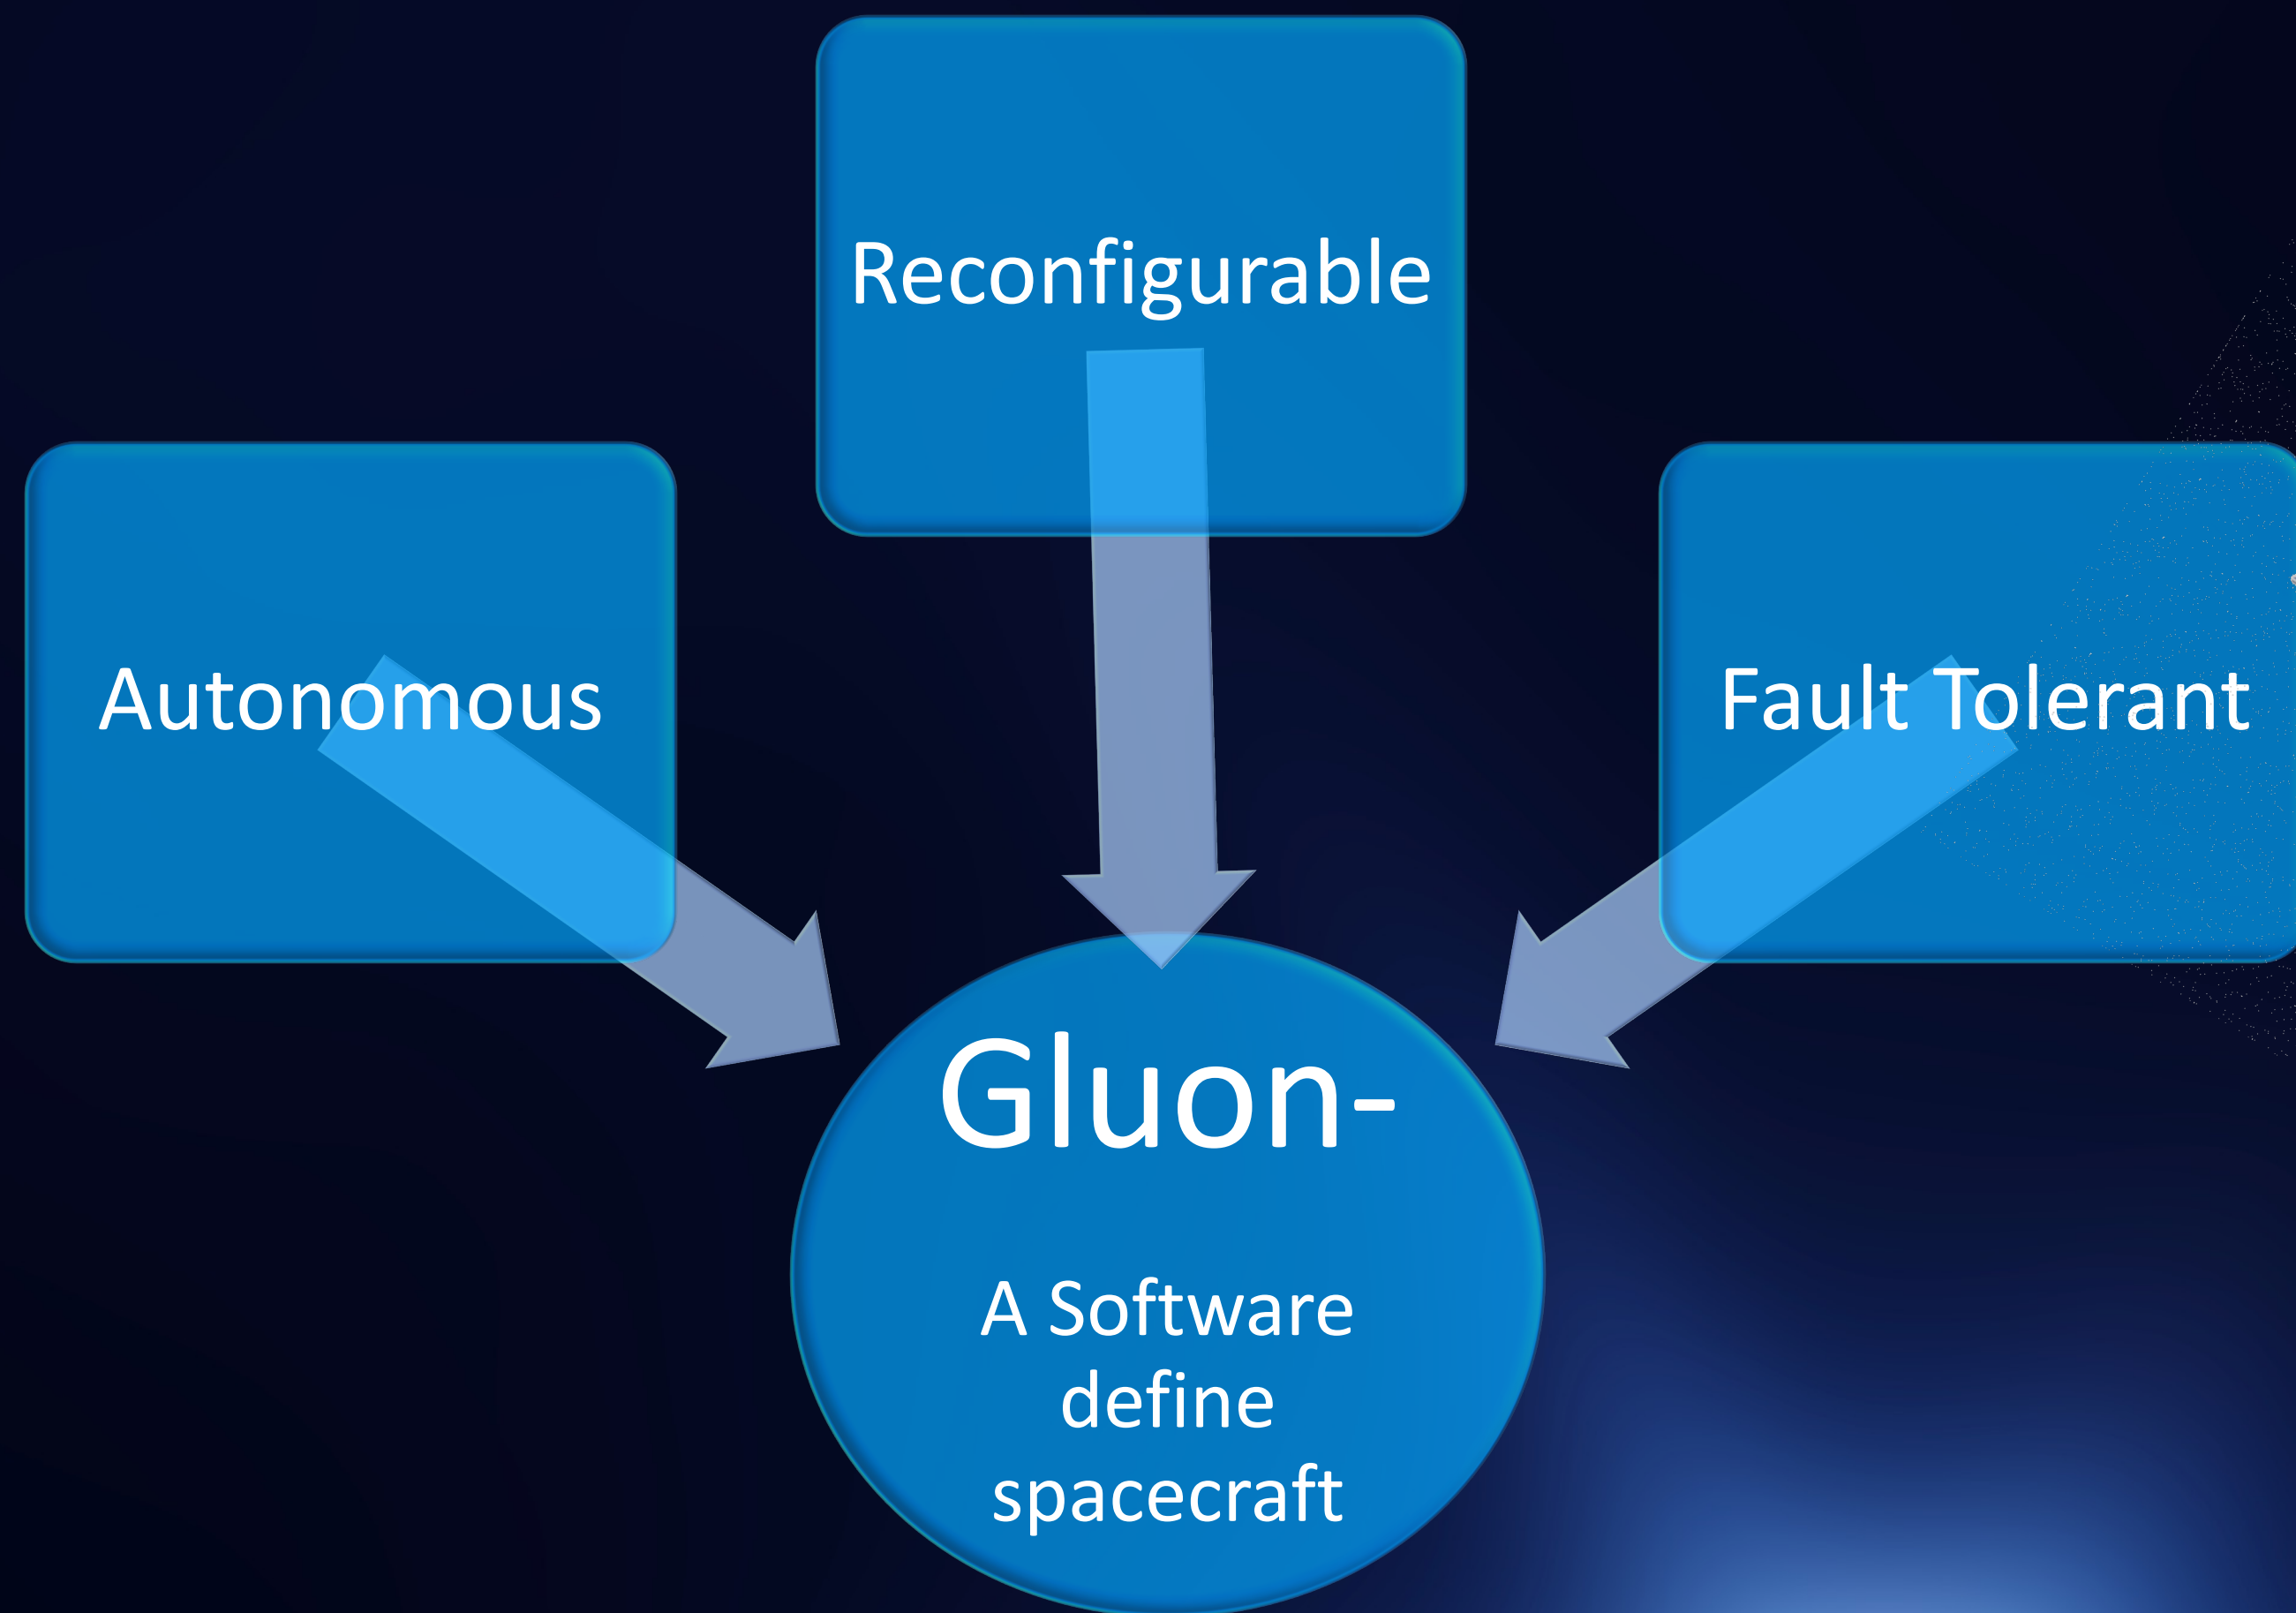 Reconfigurable
Autonomous
Fault Tolerant
Gluon-
A Software
define
spacecraft